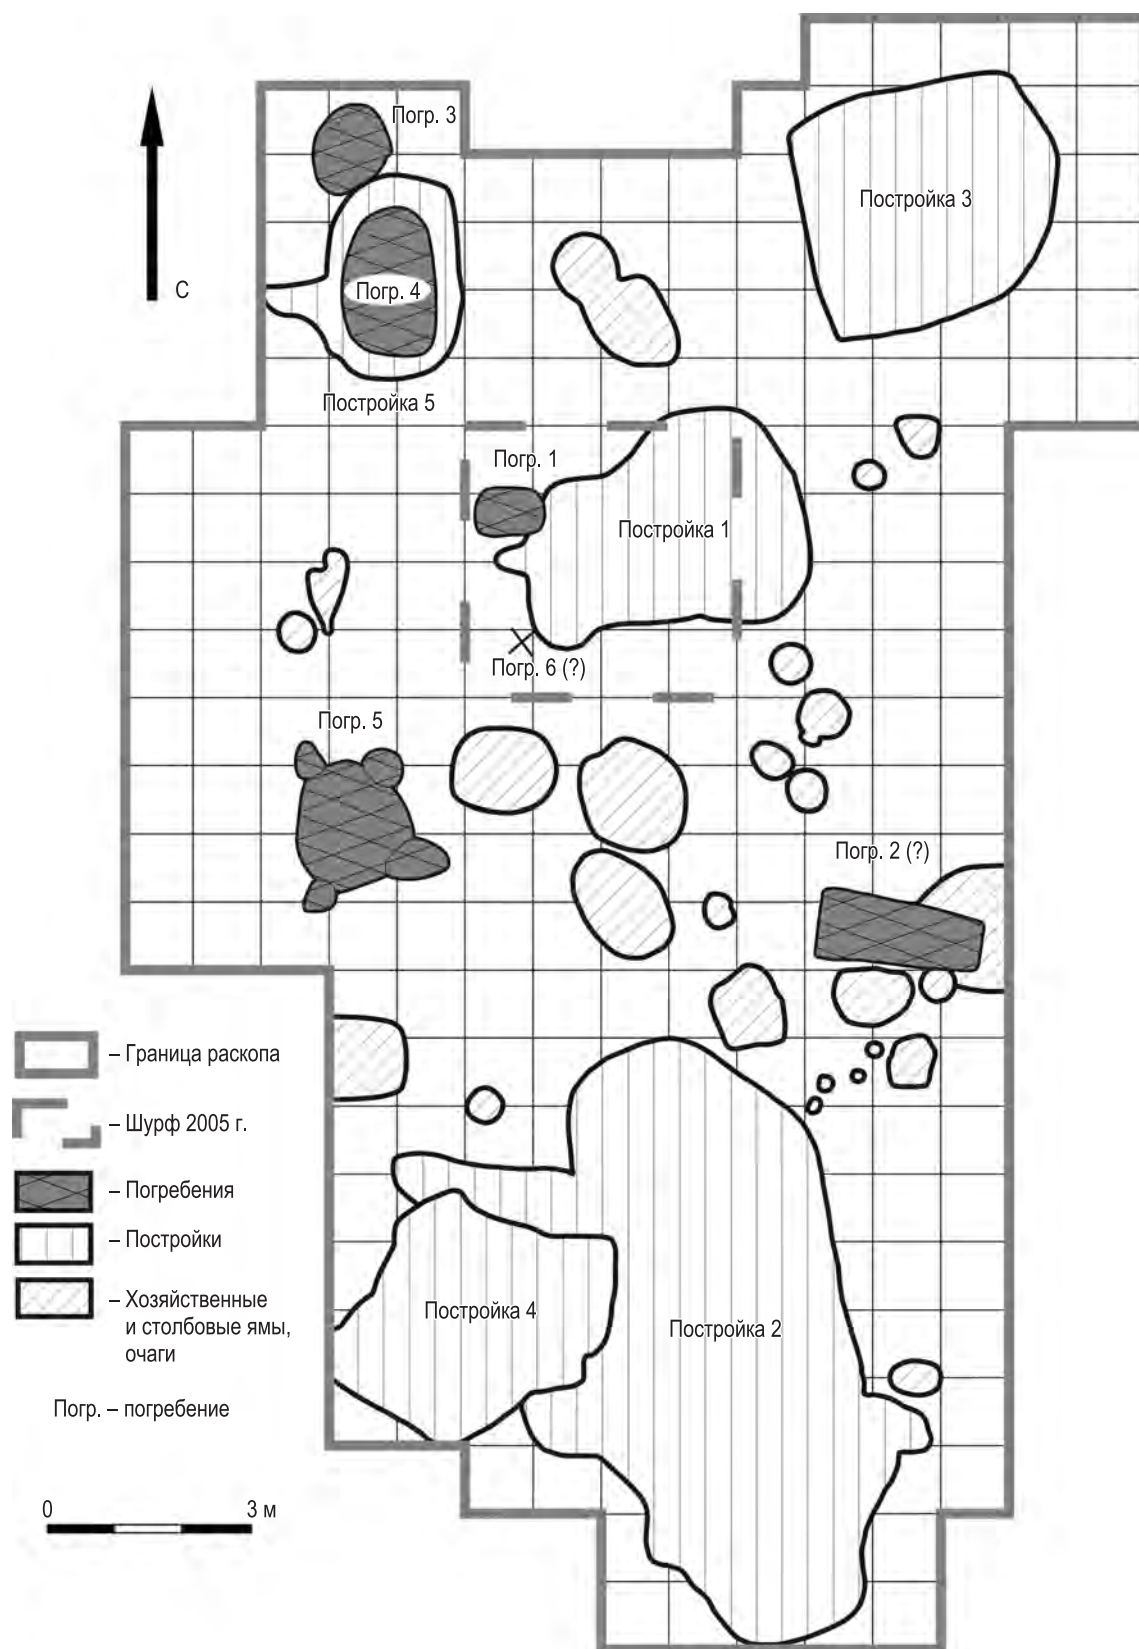 Погр. 3
Постройка 3
Погр. 4
С
Постройка 5
Погр. 1
Постройка 1
Погр. 6 (?)
Погр. 5
Погр. 2 (?)
– Граница раскопа
– Шурф 2005 г.
– Погребения
– Постройки
– Хозяйственные
и столбовые ямы,
очаги
Постройка 4
Постройка 2
Погр. – погребение
0 3 м